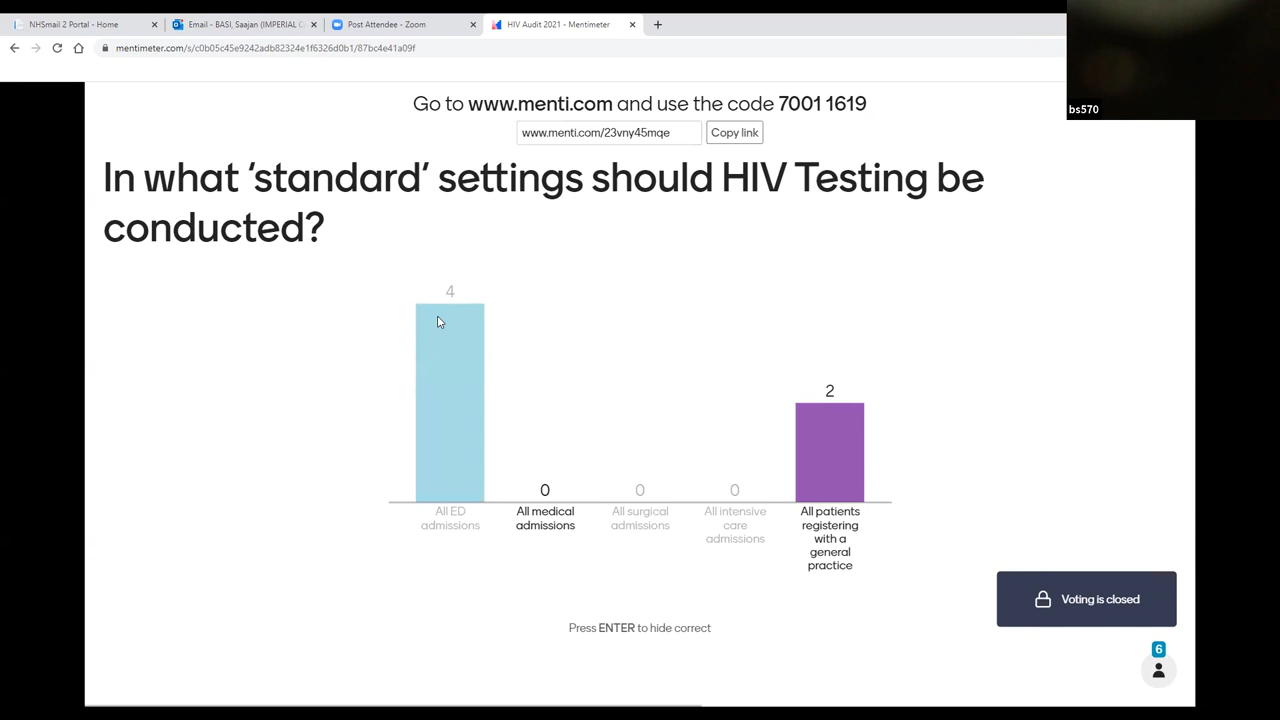 NHSmail 2 Portal - Home
Email - BASI, Saajan (IMPERIAL C
Post Attendee - Zoom
HIV Audit 2021 - Mentimeter
mentimeter.com/s/c0b05c45e9242adb82324e1f6326d0b1/87bc4e41a09f
bs570
Go to www.menti.com and use the code 7001 1619
www.menti.com/23vny45mqe
Copy link
In what ‘standard’ settings should HIV Testing be
conducted?
4
0
0
0
2
All ED
admissions
All medical
admissions
All surgical
admissions
All intensive
care
admissions
All patients
registering
with a
general
practice
Voting is closed
Press ENTER to hide correct
6